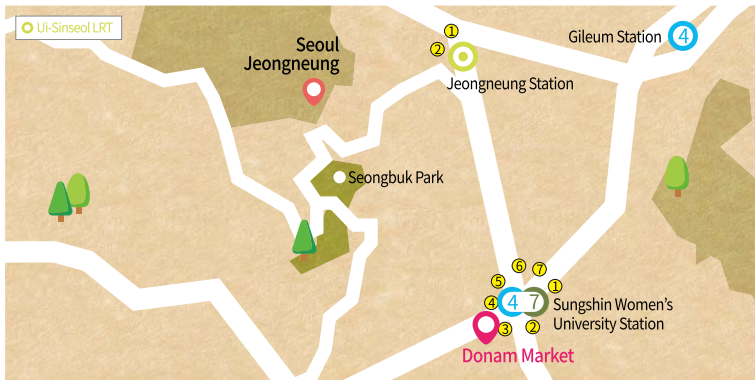 Ui-Sinseol LRT
①
②
Seoul
Jeongneung
Gileum Station
4
Jeongneung Station
Seongbuk Park
⑥
⑦
⑤
①
④
4
7
③
②
Sungshin Women's
University Station
Donam Market